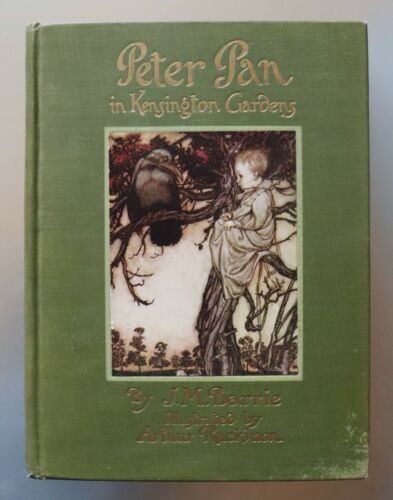 Peter Pan
in Kensington Gardens
By J.M. Barrie
Illustrated by
Arthur Rackham